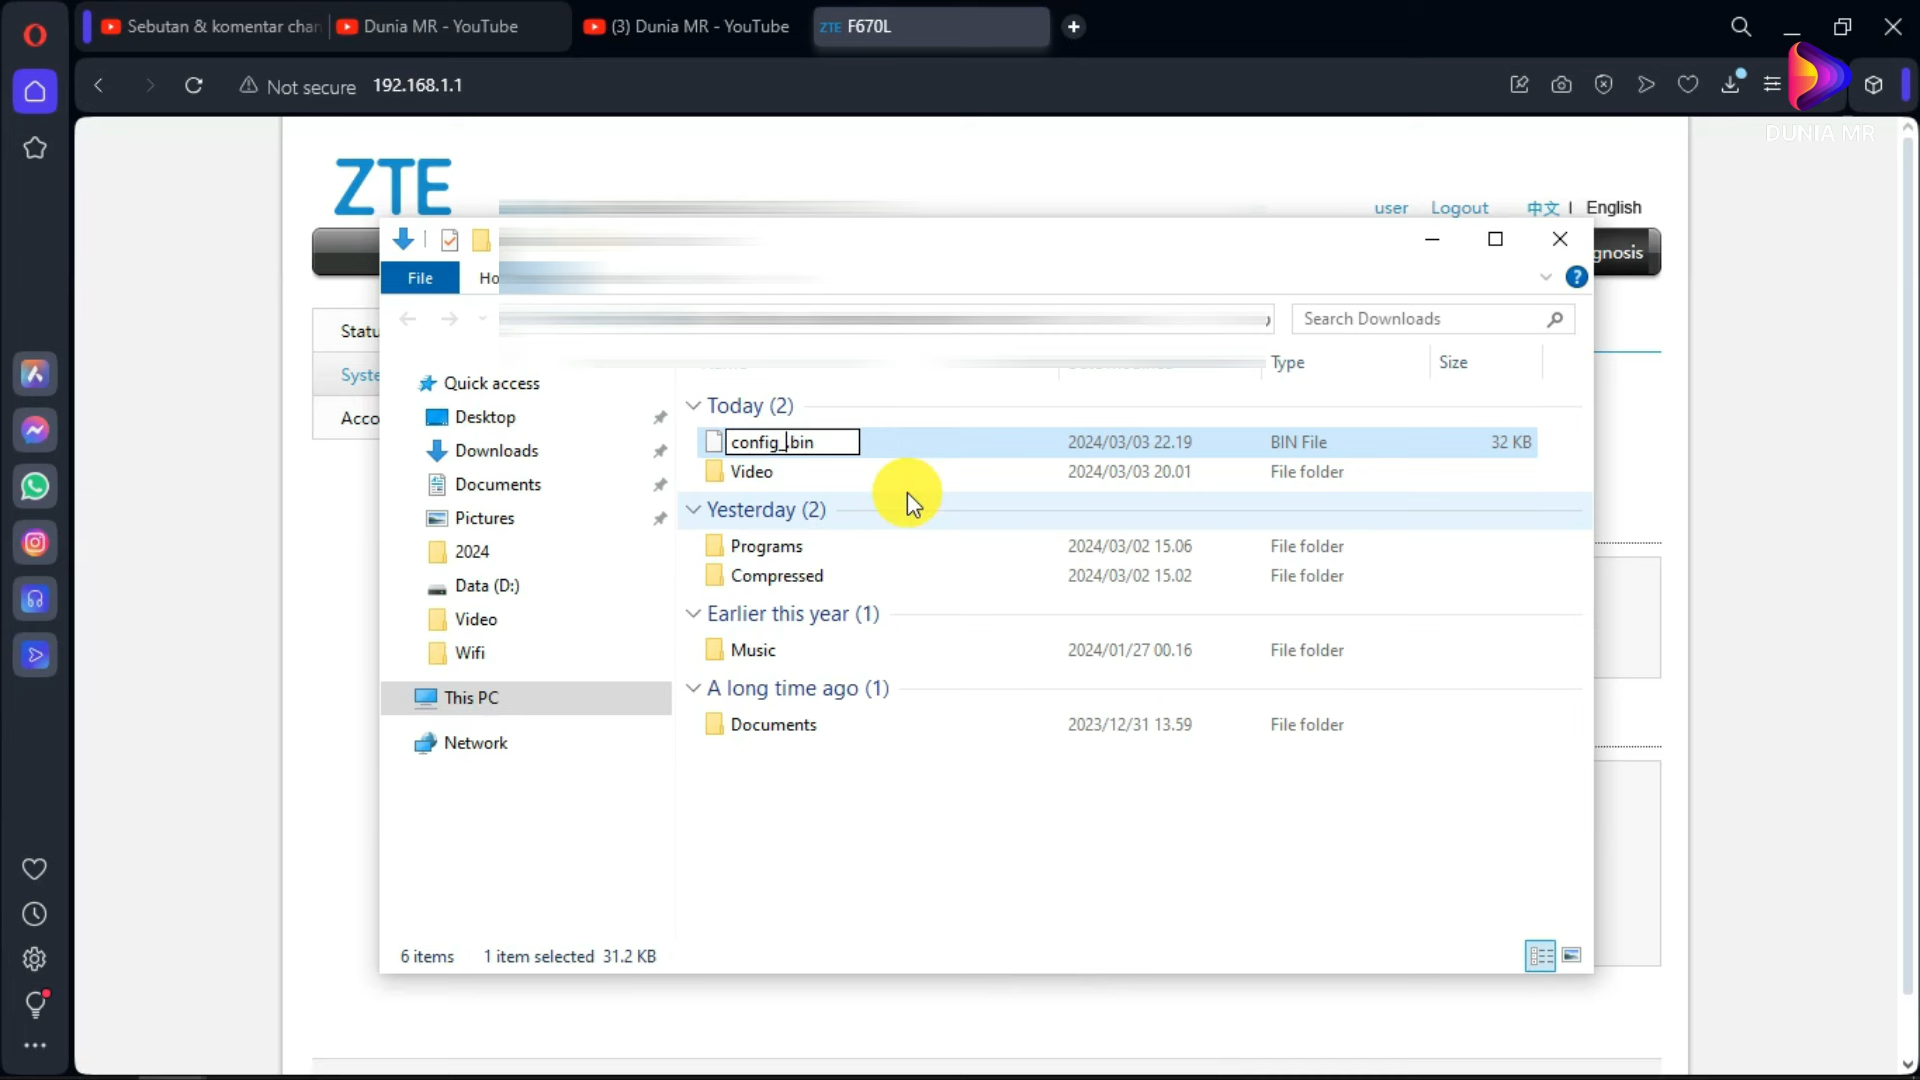 Sebutan & komentar chan
Dunia MR - YouTube
(3) Dunia MR - YouTube
ZTE F670L
Not secure 192.168.1.1
DUNIA MR
ZTE
user Logout 中文 | English
gnosis
File Ho
Statu
Syste
Acco
Search Downloads
Type Size
Quick access
Desktop
Downloads
Documents
Pictures
2024
Data (D:)
Video
Wifi
This PC
Network
Today (2)
config_.bin 2024/03/03 22.19 BIN File 32 KB
Video 2024/03/03 20.01 File folder
Yesterday (2)
Programs 2024/03/02 15.06 File folder
Compressed 2024/03/02 15.02 File folder
Earlier this year (1)
Music 2024/01/27 00.16 File folder
A long time ago (1)
Documents 2023/12/31 13.59 File folder
6 items 1 item selected 31.2 KB